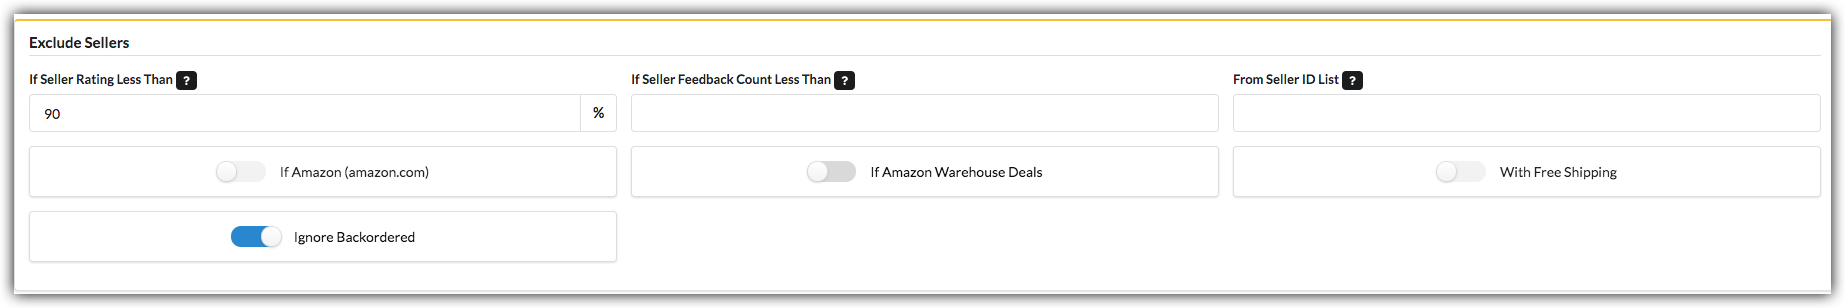 Exclude Sellers
If Seller Rating Less Than ?
If Seller Feedback Count Less Than ?
From Seller ID List ?
90 %
If Amazon (amazon.com)
If Amazon Warehouse Deals
With Free Shipping
Ignore Backordered